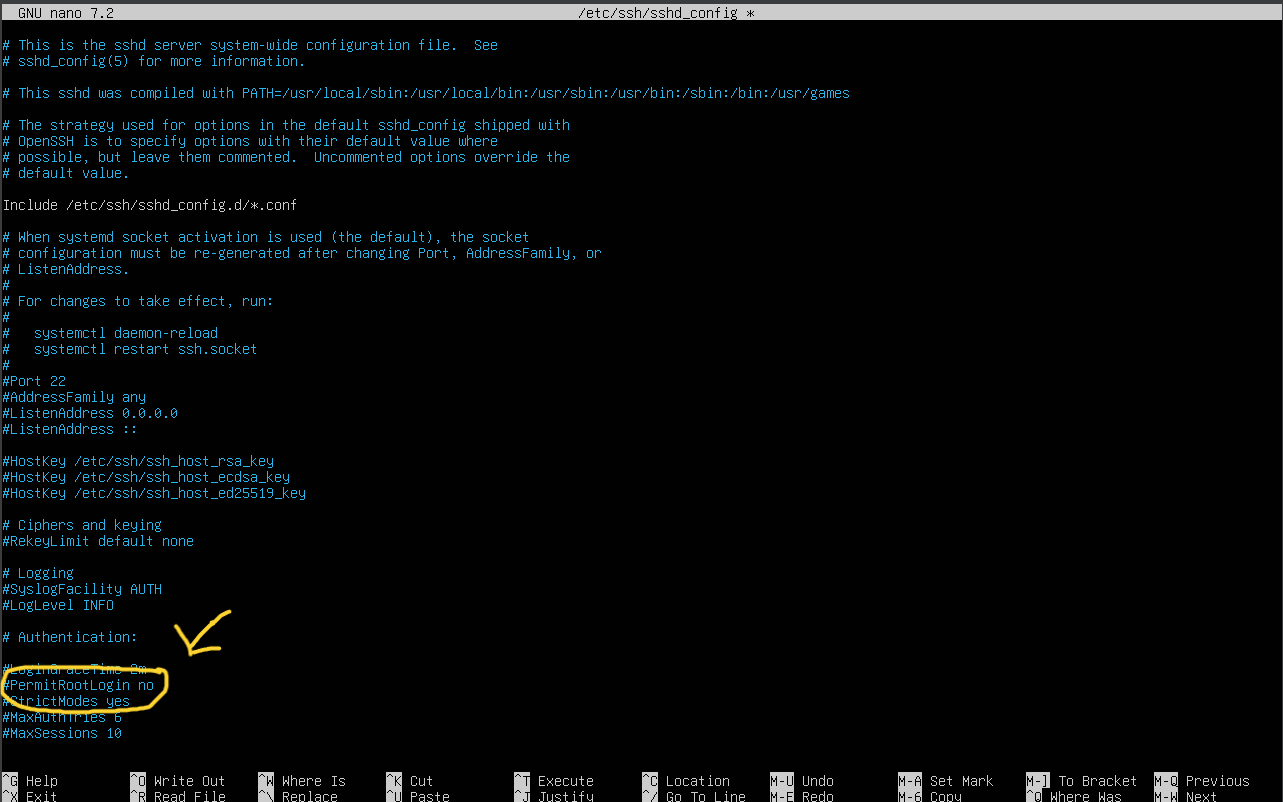 GNU nano 7.2 /etc/ssh/sshd_config *
# This is the sshd server system-wide configuration file.  See
# sshd_config(5) for more information.
# This sshd was compiled with PATH=/usr/local/sbin:/usr/local/bin:/usr/sbin:/usr/bin:/sbin:/bin:/usr/games
# The strategy used for options in the default sshd_config shipped with
# OpenSSH is to specify options with their default value where
# possible, but leave them commented.  Uncommented options override the
# default value.
Include /etc/ssh/sshd_config.d/*.conf
# When systemd socket activation is used (the default), the socket
# configuration must be re-generated after changing Port, AddressFamily, or
# ListenAddress.
#
# For changes to take effect, run:
#
#   systemctl daemon-reload
#   systemctl restart ssh.socket
#
#Port 22
#AddressFamily any
#ListenAddress 0.0.0.0
#ListenAddress ::
#HostKey /etc/ssh/ssh_host_rsa_key
#HostKey /etc/ssh/ssh_host_ecdsa_key
#HostKey /etc/ssh/ssh_host_ed25519_key
# Ciphers and keying
#RekeyLimit default none
# Logging
#SyslogFacility AUTH
#LogLevel INFO
# Authentication:
#LoginGraceTime 2m
#PermitRootLogin no
#StrictModes yes
#MaxAuthTries 6
#MaxSessions 10
^G Help ^O Write Out ^W Where Is ^K Cut ^T Execute ^C Location M-U Undo M-A Set Mark M-] To Bracket M-Q Previous
^X Exit ^R Read File ^\ Replace ^U Paste ^J Justify ^/ Go To Line M-E Redo M-6 Copy ^Q Where Was M-W Next